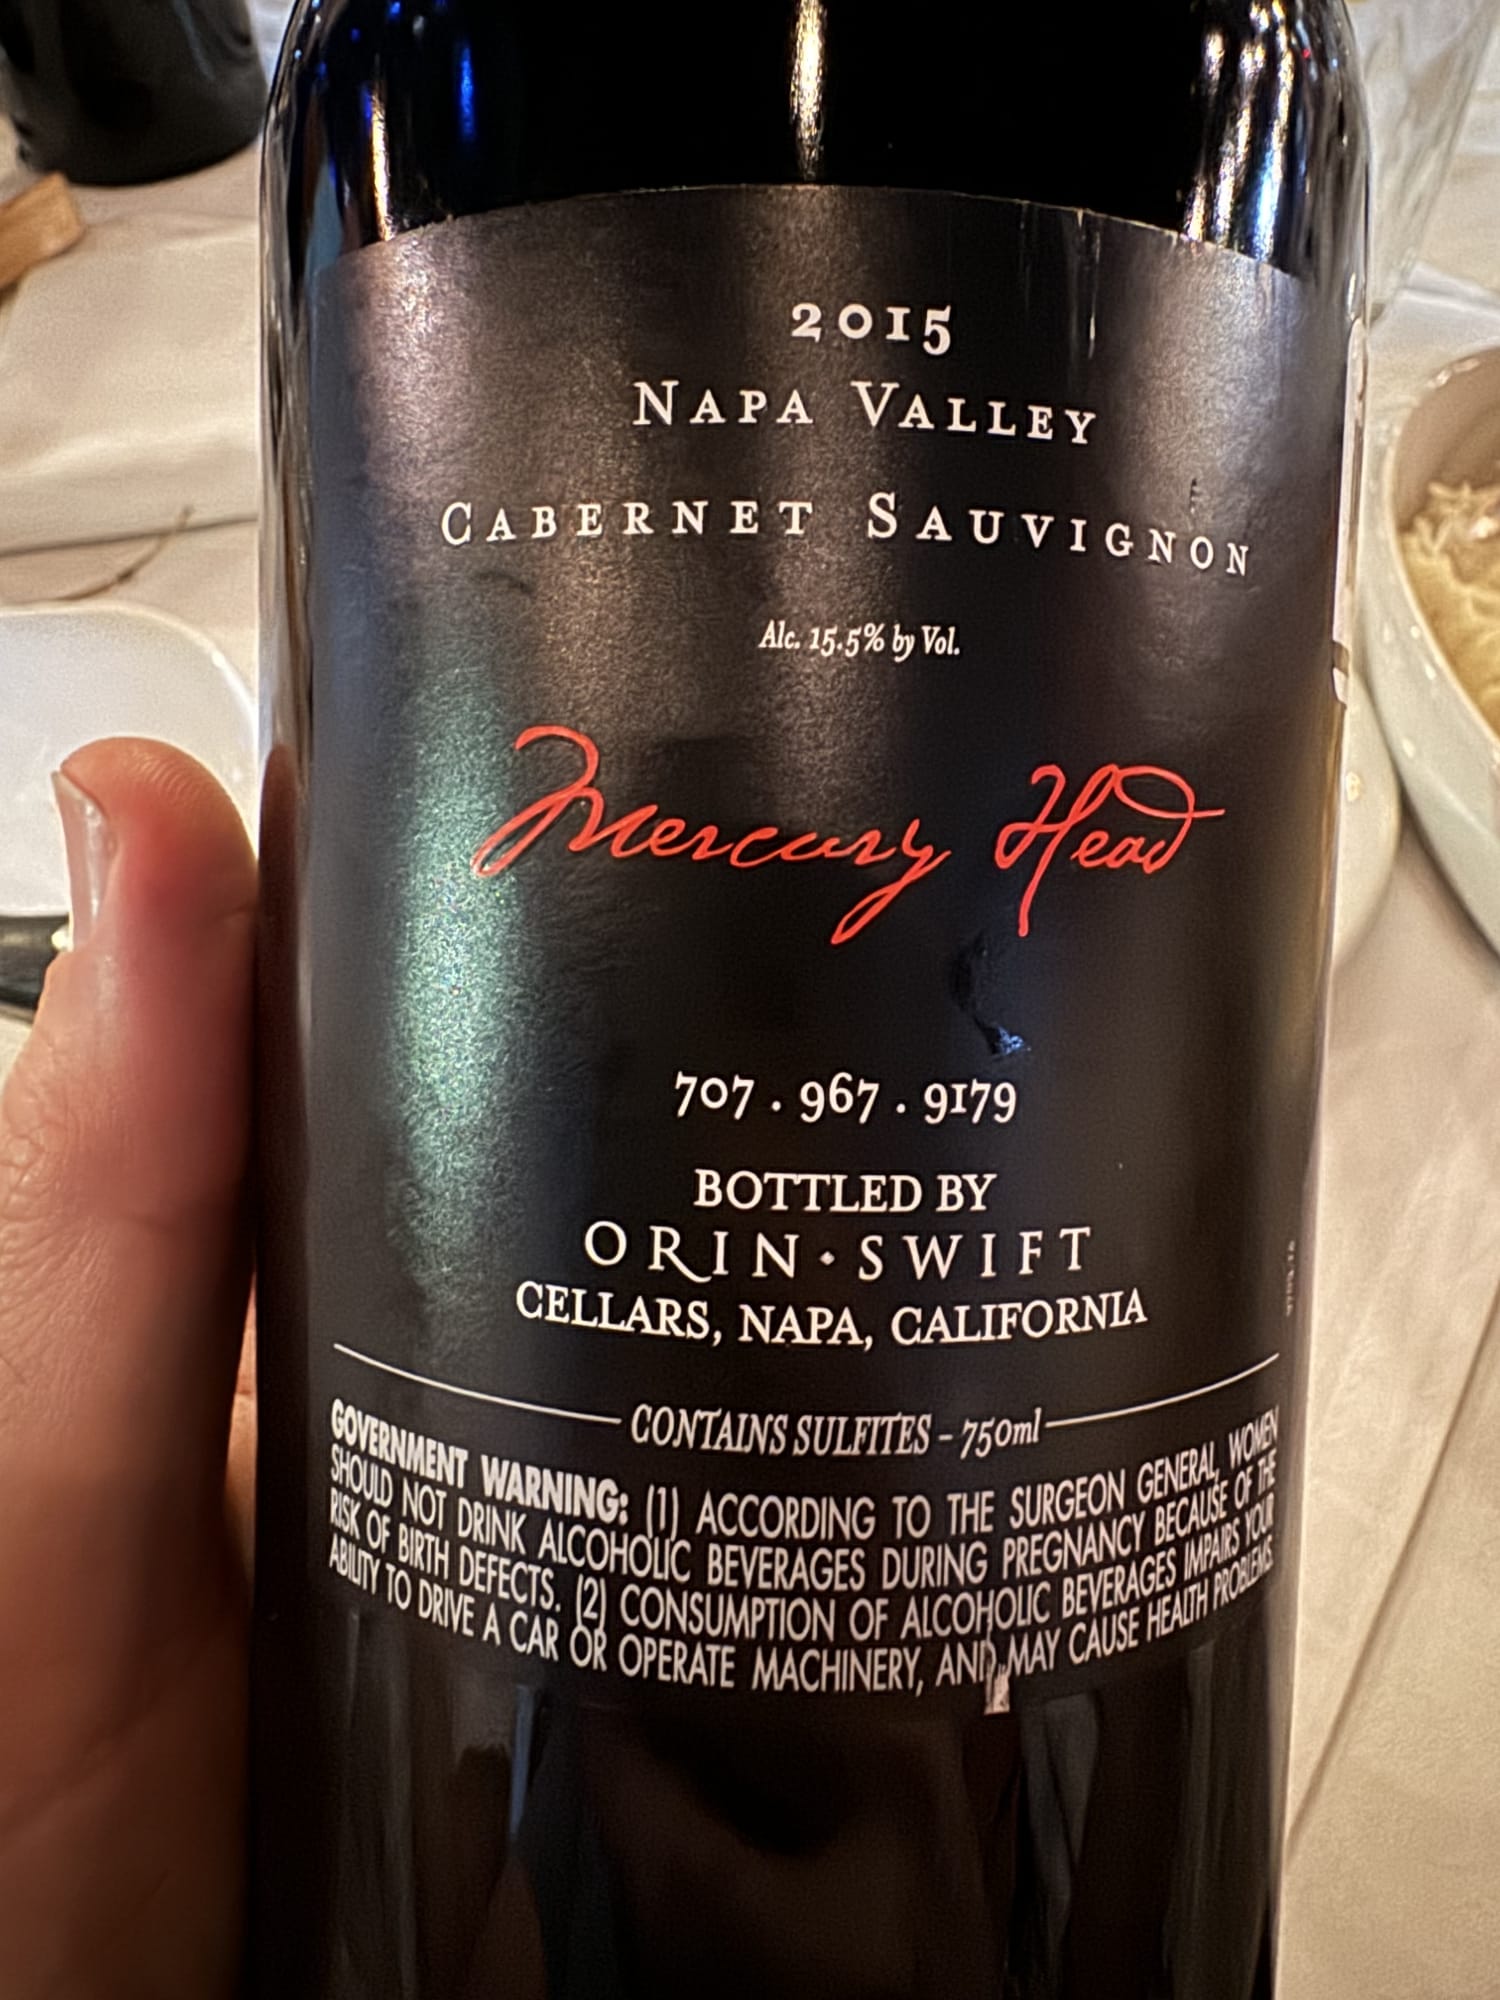 2015
NAPA VALLEY
CABERNET SAUVIGNON
Alc. 15.5% by Vol.
Mercury Head
707 . 967 . 9179
BOTTLED BY
ORIN · SWIFT
CELLARS, NAPA, CALIFORNIA
CONTAINS SULFITES - 750ml
GOVERNMENT WARNING: (1) ACCORDING TO THE SURGEON GENERAL, WOMEN
SHOULD NOT DRINK ALCOHOLIC BEVERAGES DURING PREGNANCY BECAUSE OF THE
RISK OF BIRTH DEFECTS. (2) CONSUMPTION OF ALCOHOLIC BEVERAGES IMPAIRS YOUR
ABILITY TO DRIVE A CAR OR OPERATE MACHINERY, AND MAY CAUSE HEALTH PROBLEMS.